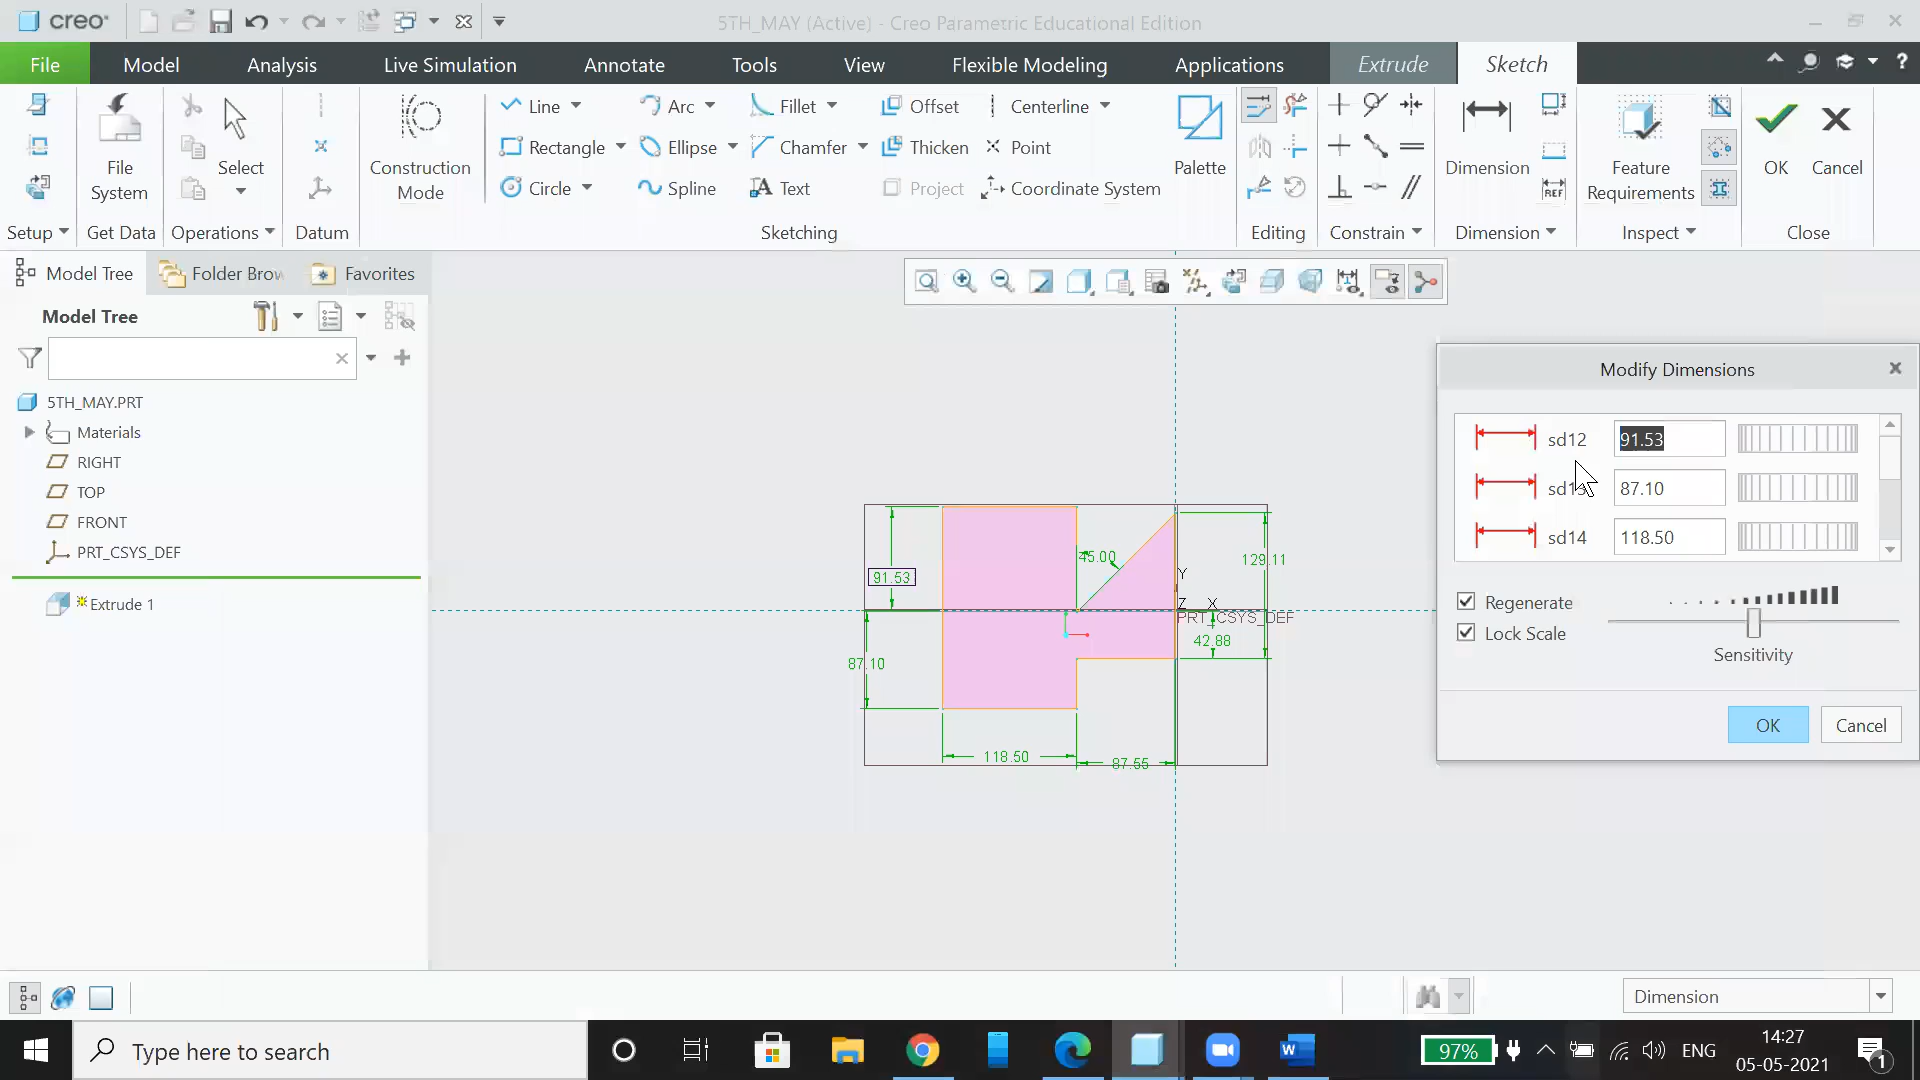 creo®
5TH_MAY (Active) - Creo Parametric Educational Edition
File Model Analysis Live Simulation Annotate Tools View Flexible Modeling Applications Extrude Sketch
Line Arc Fillet Offset Centerline
Rectangle Ellipse Chamfer Thicken Point
Circle Spline Text Project Coordinate System
File System
Select
Construction Mode
Palette
Dimension
REF
Feature Requirements
OK Cancel
Setup Get Data Operations Datum Sketching Editing Constrain Dimension Inspect Close
Model Tree Folder Brow Favorites
Model Tree
5TH_MAY.PRT
Materials
RIGHT
TOP
FRONT
PRT_CSYS_DEF
Extrude 1
45.00
129.11
91.53
Y
Z X
PRT_CSYS_DEF
42.88
87.10
118.50
87.55
Modify Dimensions
sd12 91.53
sd13 87.10
sd14 118.50
Regenerate
Lock Scale
Sensitivity
OK Cancel
Dimension
Type here to search
97%
ENG
14:27
05-05-2021
1